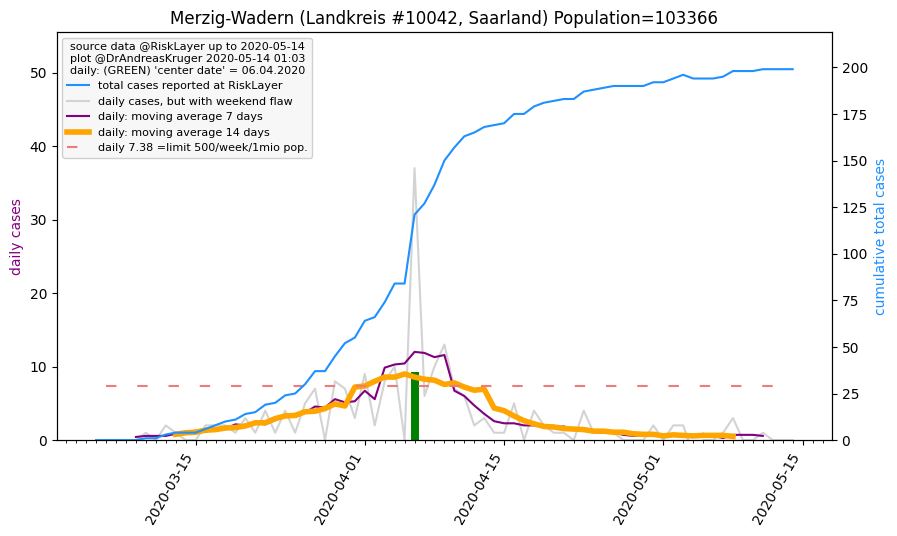 Merzig-Wadern (Landkreis #10042, Saarland) Population=103366
source data @RiskLayer up to 2020-05-14
plot @DrAndreasKruger 2020-05-14 01:03
daily: (GREEN) 'center date' = 06.04.2020
total cases reported at RiskLayer
daily cases, but with weekend flaw
daily: moving average 7 days
daily: moving average 14 days
daily 7.38 =limit 500/week/1mio pop.
daily cases
50
40
30
20
10
0
cumulative total cases
200
175
150
125
100
75
50
25
0
2020-03-15
2020-04-01
2020-04-15
2020-05-01
2020-05-15